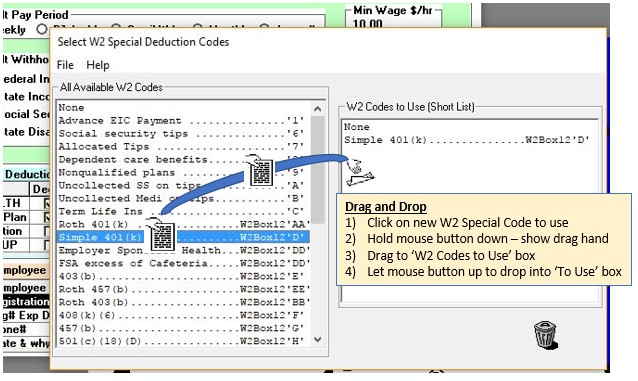 lt Pay Period
Min Wage $/hr
10.00
lt Withho
ederal In
tate Inco
ocial Sec
tate Disa
Deductio
De
.TH
Plan
tion
UP
mployee
mployee
gistration
g# Exp D
one#
ate & why
Select W2 Special Deduction Codes
File Help
All Available W2 Codes
None
Advance EIC Payment ..............'1'
Social security tips .............'6'
Allocated Tips ...................'7'
Dependent care benefits
Nonqualified plans ...'9'
Uncollected SS on tips 'A'
Uncollected Medi 'B'
Term Life Ins 'C'
Roth 401(k) W2Box12'AA'
Simple 401(k) W2Box12'D'
Employer Spon Health...W2Box12'DD'
FSA excess of Cafeteria....W2Box12'DD'
403(b).....................W2Box12'E'
Roth 457(b)................W2Box12'EE'
Roth 403(b)................W2Box12'BB'
408(k)(6)..................W2Box12'F'
457(b).....................W2Box12'G'
501(c)(18)(D)..............W2Box12'H'
W2 Codes to Use (Short List)
None
Simple 401(k)...............W2Box12'D'
Drag and Drop
1) Click on new W2 Special Code to use
2) Hold mouse button down – show drag hand
3) Drag to ‘W2 Codes to Use’ box
4) Let mouse button up to drop into ‘To Use’ box